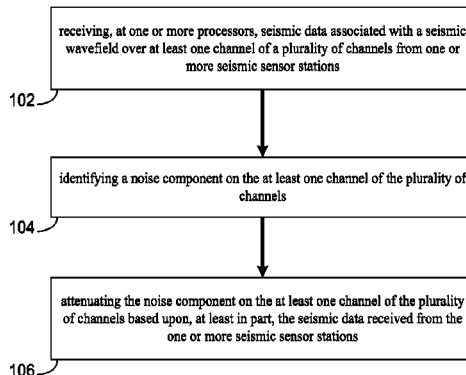 receiving, at one or more processors, seismic data associated with a seismic
wavefield over at least one channel of a plurality of channels from one or
more seismic sensor stations
102
identifying a noise component on the at least one channel of the plurality of
channels
104
attenuating the noise component on the at least one channel of the plurality
of channels based upon, at least in part, the seismic data received from the
one or more seismic sensor stations
106